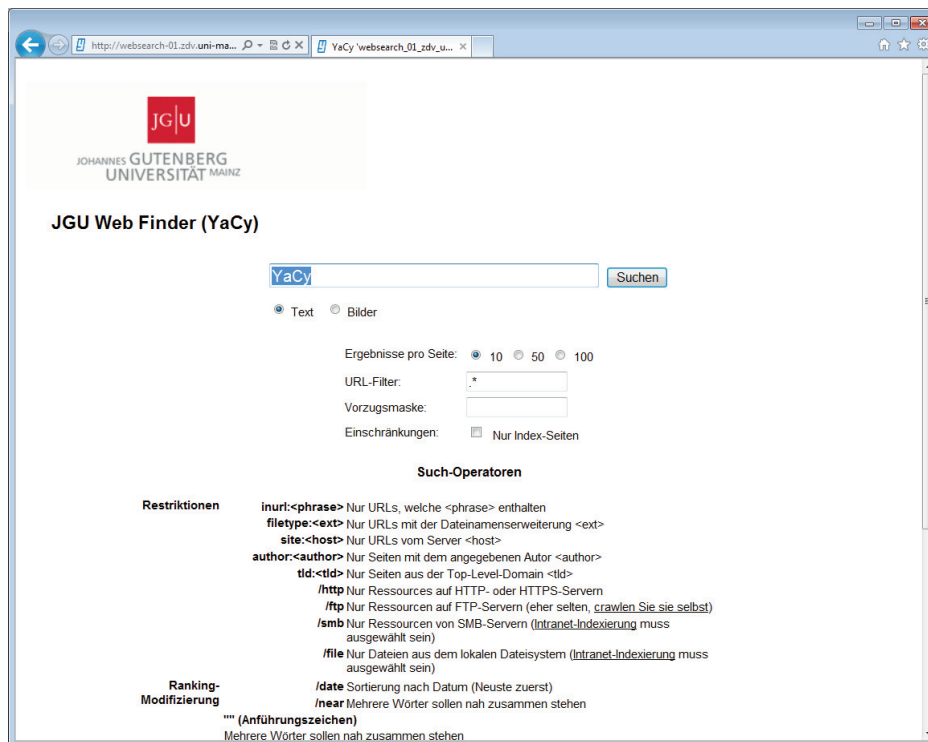 http://websearch-01.zdv.uni-ma...
YaCy 'websearch_01_zdv_u...
JG|U
JOHANNES GUTENBERG
UNIVERSITÄT MAINZ
JGU Web Finder (YaCy)
YaCy Suchen
Text Bilder
Ergebnisse pro Seite: 10 50 100
URL-Filter: .*
Vorzugsmaske:
Einschränkungen: Nur Index-Seiten
Such-Operatoren
Restriktionen inurl:<phrase> Nur URLs, welche <phrase> enthalten
filetype:<ext> Nur URLs mit der Dateinamenserweiterung <ext>
site:<host> Nur URLs vom Server <host>
author:<author> Nur Seiten mit dem angegebenen Autor <author>
tld:<tld> Nur Seiten aus der Top-Level-Domain <tld>
/http Nur Ressources auf HTTP- oder HTTPS-Servern
/ftp Nur Ressourcen auf FTP-Servern (eher selten, crawlen Sie sie selbst)
/smb Nur Ressourcen von SMB-Servern (Intranet-Indexierung muss
ausgewählt sein)
/file Nur Dateien aus dem lokalen Dateisystem (Intranet-Indexierung muss
ausgewählt sein)
Ranking- /date Sortierung nach Datum (Neuste zuerst)
Modifizierung /near Mehrere Wörter sollen nah zusammen stehen
"" (Anführungszeichen)
Mehrere Wörter sollen nah zusammen stehen